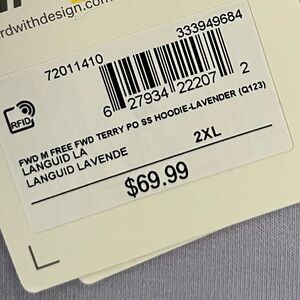 rdwithdesign.com
72011410 333949684
6 27934 22207 2
RFID
FWD M FREE FWD TERRY PO SS HOODIE-LAVENDER (Q123)
LANGUID LA
LANGUID LAVENDE 2XL
$69.99